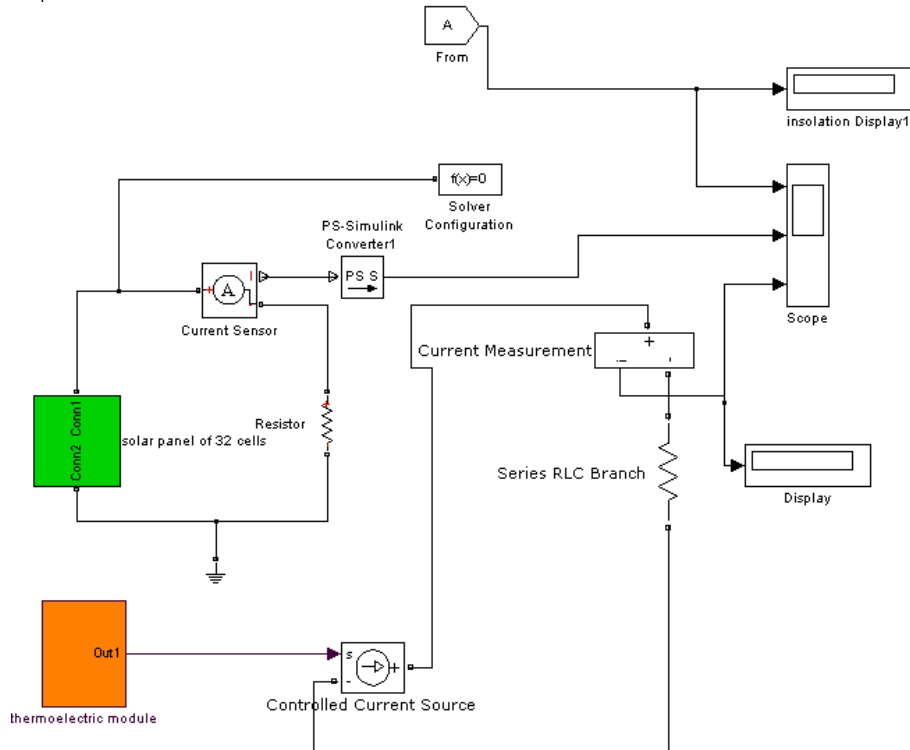 A
From
insolation Display1
f(x)=0
Solver
Configuration
PS-Simulink
Converter1
PS S
A
I
Current Sensor
Scope
+
Current Measurement
Conn2 Conn1
solar panel of 32 cells
Resistor
Series RLC Branch
Display
Out1
s
+
-
Controlled Current Source
thermoelectric module